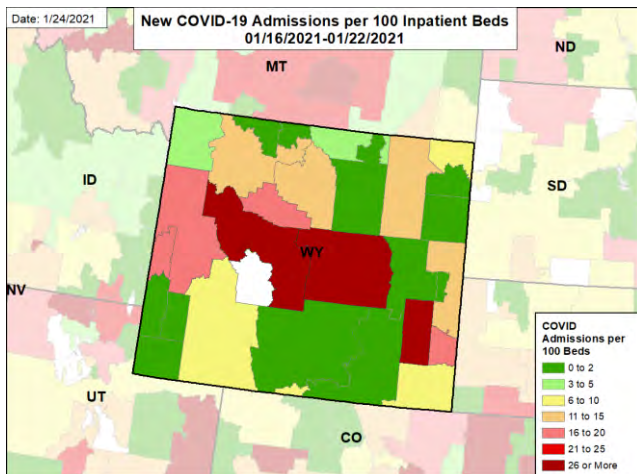 Date: 1/24/2021
New COVID-19 Admissions per 100 Inpatient Beds
01/16/2021-01/22/2021
ND
MT
ID
SD
WY
NV
UT
CO
COVID
Admissions per
100 Beds
0 to 2
3 to 5
6 to 10
11 to 15
16 to 20
21 to 25
26 or More